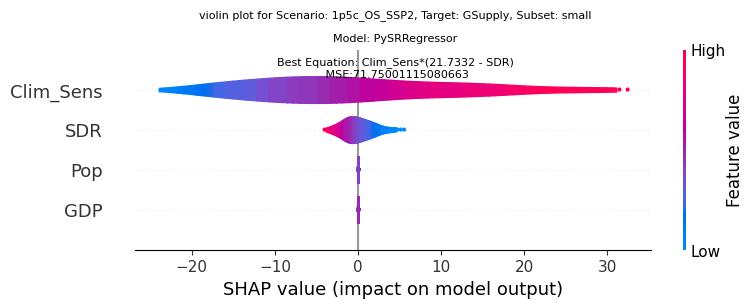 violin plot for Scenario: 1p5c_OS_SSP2, Target: GSupply, Subset: small
Model: PySRRegressor
Best Equation: Clim_Sens*(21.7332 - SDR)
MSE:71.75001115080663
High
Clim_Sens
SDR
Pop
GDP
Feature value
Low
−20
−10
0
10
20
30
SHAP value (impact on model output)